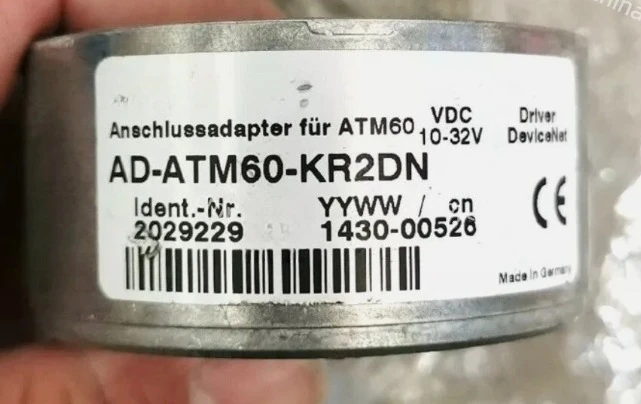 Anschlussadapter für ATM60 VDC 10-32V Driver DeviceNet
AD-ATM60-KR2DN
Ident.-Nr. YYWW / cn
2029229 1430-00526
CE
Made In Germany